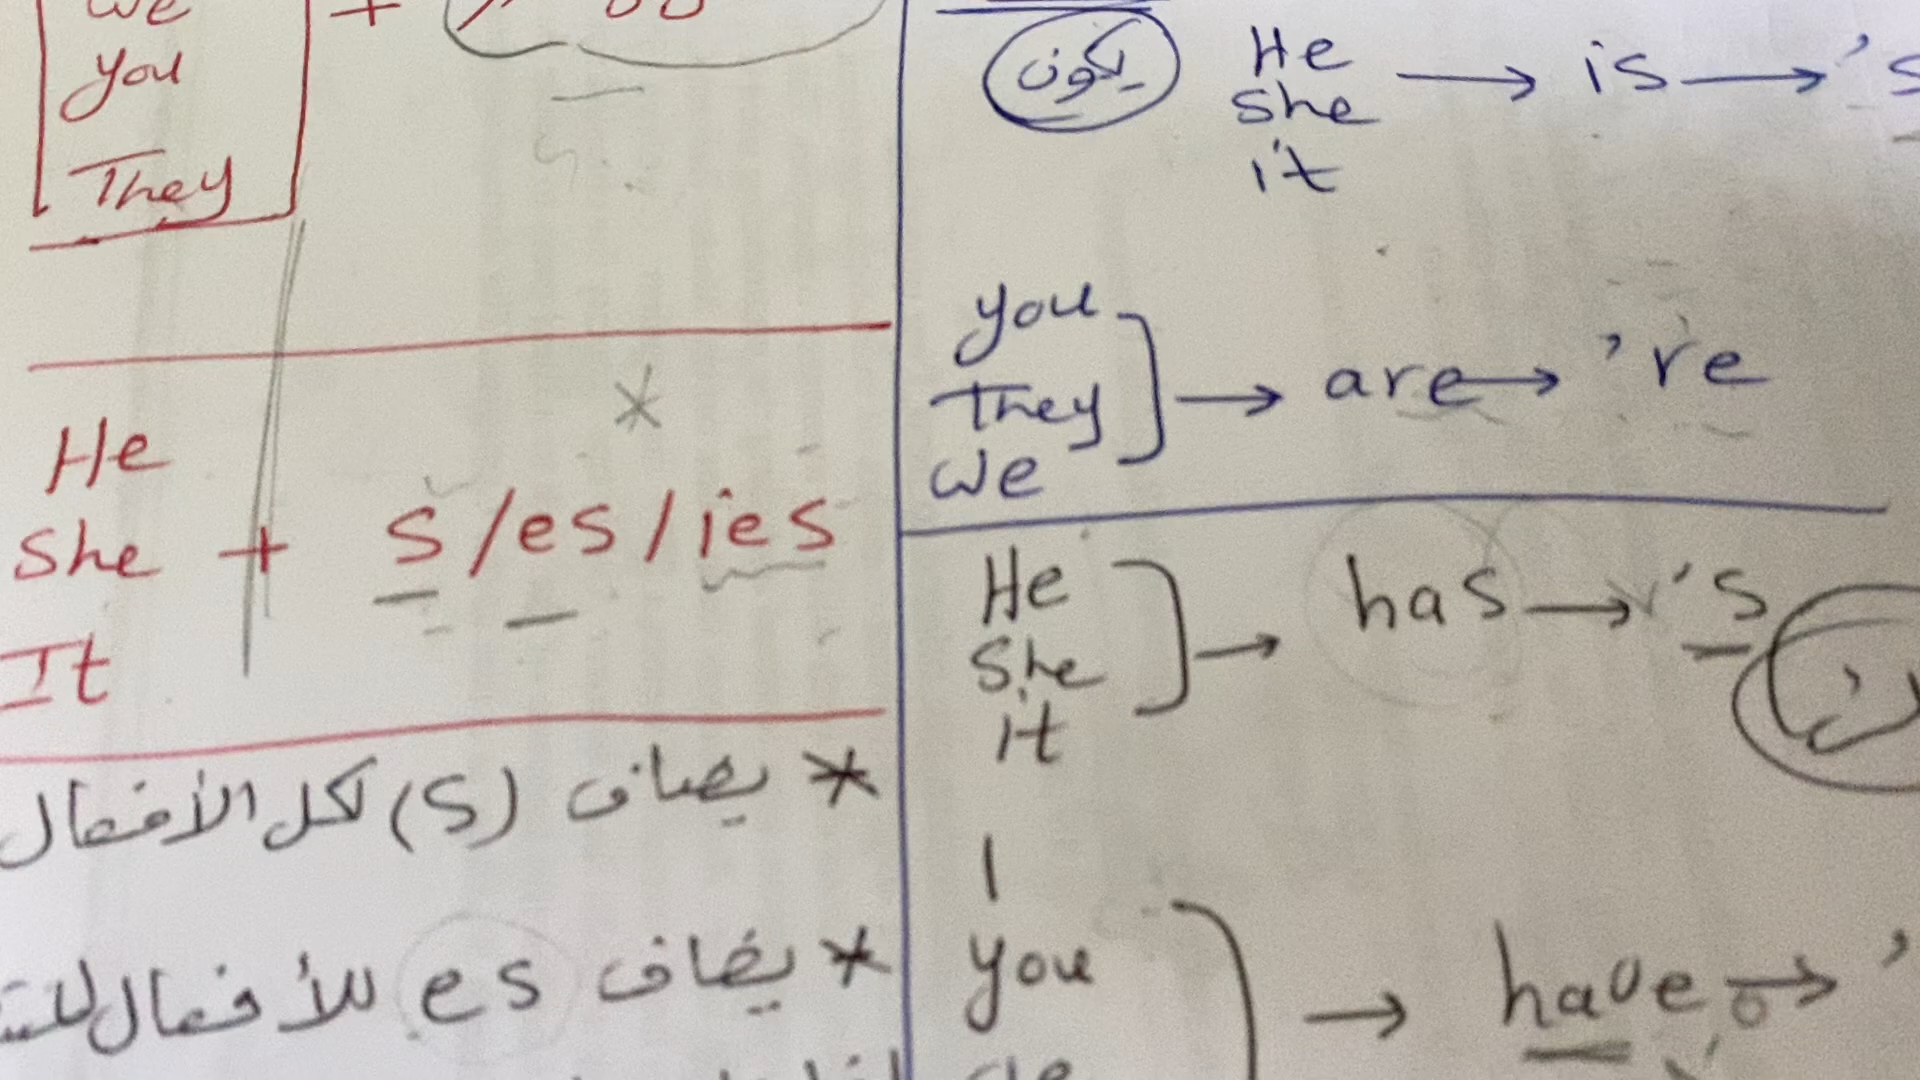 we +
you
They
He
She + s/es/ies
It
* يضاف (s) لكل الأفعال
* يضاف es للأفعال
يكون He → is → 's
she
it
you
They → are → 're
we
He → has → 's
She
it
I
you → have → '